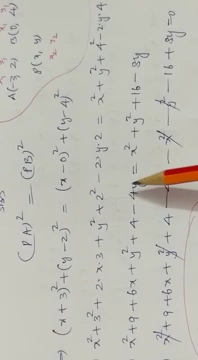 A(-3, 2) B(0, 4)
P(x, y)
(PA)² = (PB)²
⇒ (x+3)² + (y-2)² = (x-0)² + (y-4)²
x² + 3² + 2·x·3 + y² + 2² - 2·y·2 = x² + y² + 4² - 2·y·4
x² + 9 + 6x + y² + 4 - 4y = x² + y² + 16 - 8y
x² + 9 + 6x + y² + 4 - x² - y² - 16 + 8y = 0